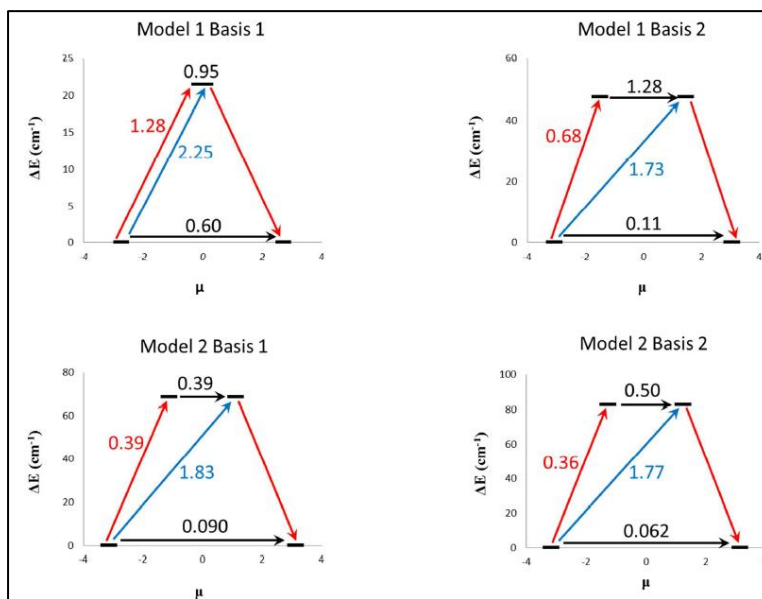 Model 1 Basis 1
25
20
15
10
5
0
ΔE (cm⁻¹)
0.95
1.28
2.25
0.60
-4 -2 0 2 4
μ
Model 1 Basis 2
60
40
20
0
ΔE (cm⁻¹)
1.28
0.68
1.73
0.11
-4 -2 0 2 4
μ
Model 2 Basis 1
80
60
40
20
0
ΔE (cm⁻¹)
0.39
0.39
1.83
0.090
-4 -2 0 2 4
μ
Model 2 Basis 2
100
80
60
40
20
0
ΔE (cm⁻¹)
0.50
0.36
1.77
0.062
-4 -2 0 2 4
μ